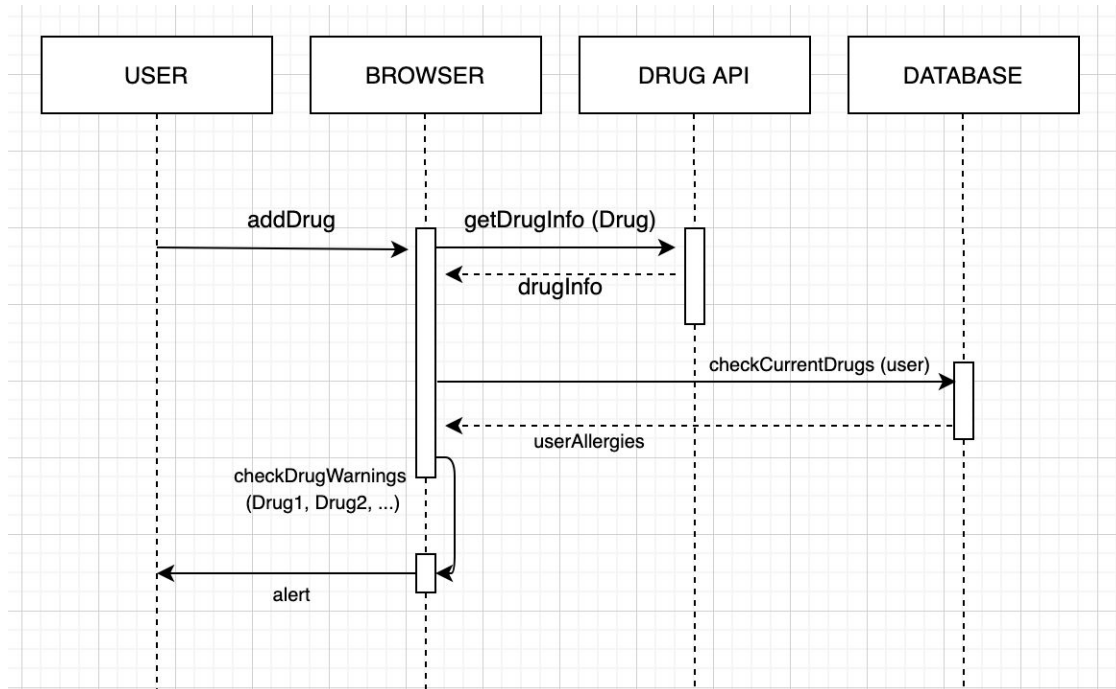 USER
BROWSER
DRUG API
DATABASE
addDrug
getDrugInfo (Drug)
drugInfo
checkCurrentDrugs (user)
userAllergies
checkDrugWarnings
(Drug1, Drug2, ...)
alert